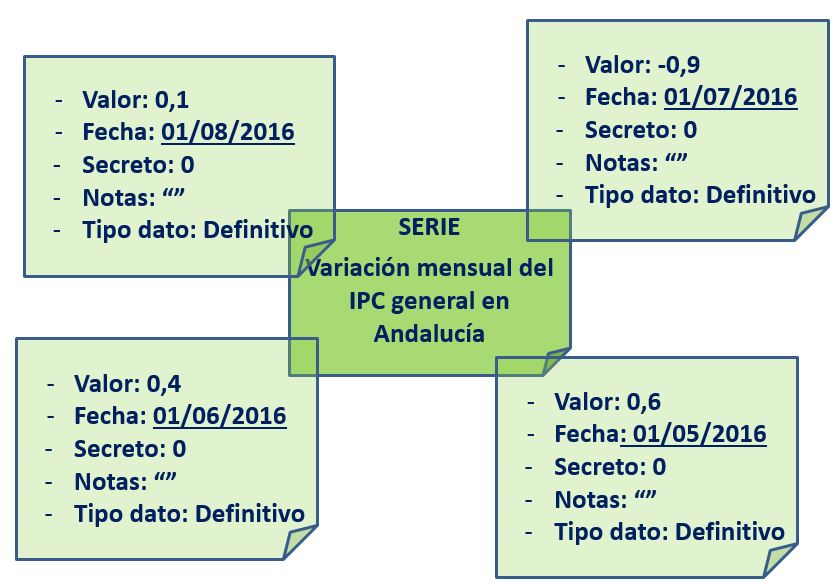 - Valor: 0,1
- Fecha: 01/08/2016
- Secreto: 0
- Notas: “”
- Tipo dato: Definitivo
- Valor: -0,9
- Fecha: 01/07/2016
- Secreto: 0
- Notas: “”
- Tipo dato: Definitivo
SERIE
Variación mensual del
IPC general en
Andalucía
- Valor: 0,4
- Fecha: 01/06/2016
- Secreto: 0
- Notas: “”
- Tipo dato: Definitivo
- Valor: 0,6
- Fecha: 01/05/2016
- Secreto: 0
- Notas: “”
- Tipo dato: Definitivo